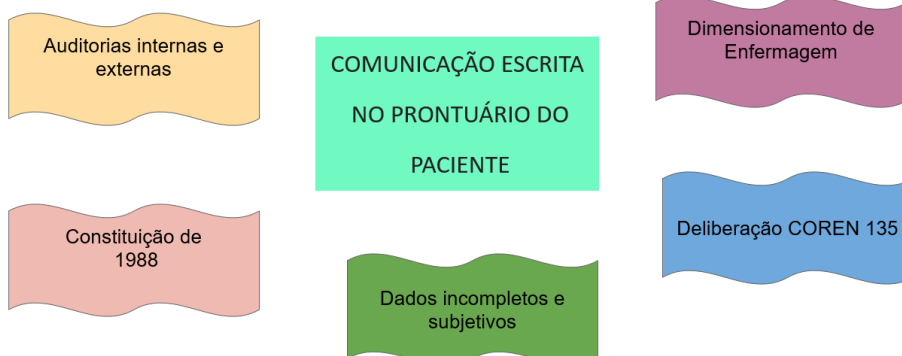 Auditorias internas e
externas
COMUNICAÇÃO ESCRITA
NO PRONTUÁRIO DO
PACIENTE
Dimensionamento de
Enfermagem
Constituição de
1988
Dados incompletos e
subjetivos
Deliberação COREN 135